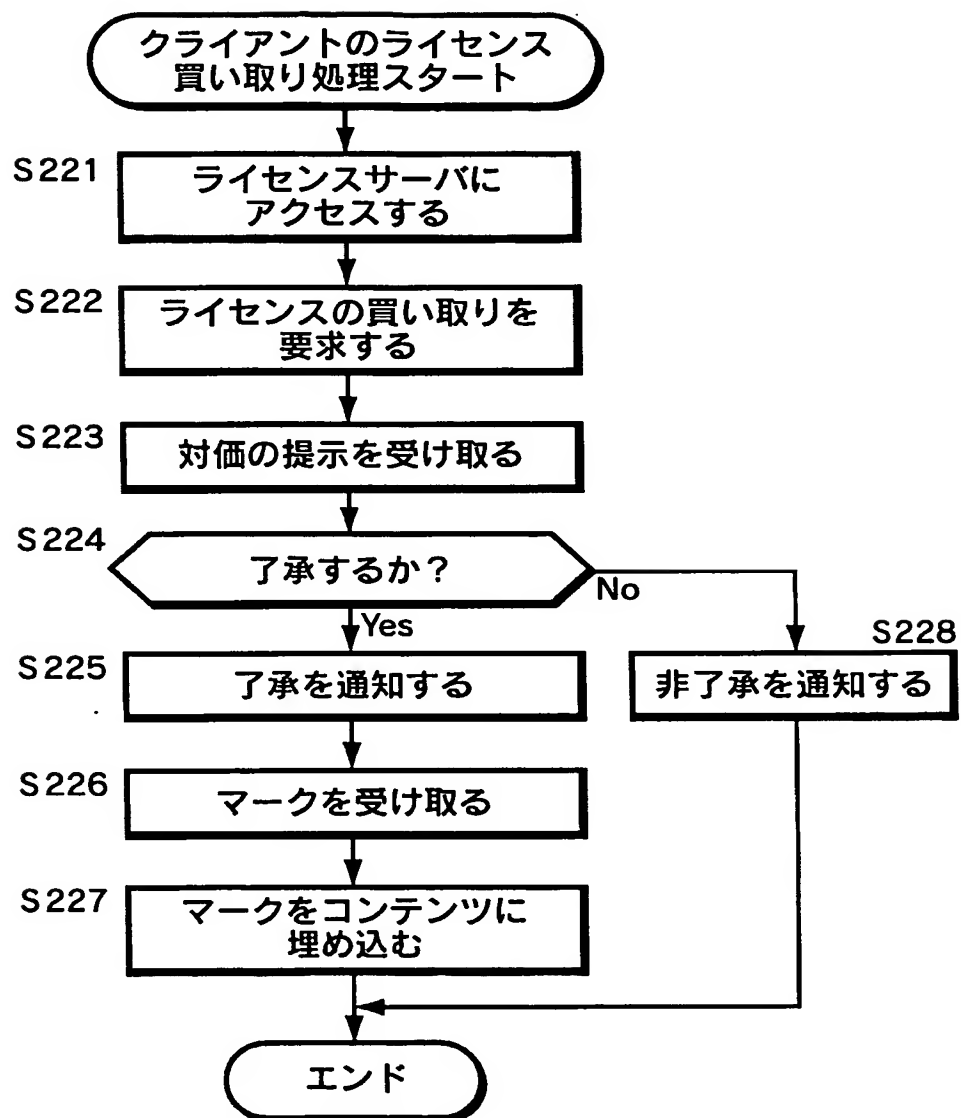 クライアントのライセンス
買い取り処理スタート
S221
ライセンスサーバに
アクセスする
S222
ライセンスの買い取りを
要求する
S223
対価の提示を受け取る
S224
了承するか？
No
Yes
S225
了承を通知する
S228
非了承を通知する
S226
マークを受け取る
S227
マークをコンテンツに
埋め込む
エンド